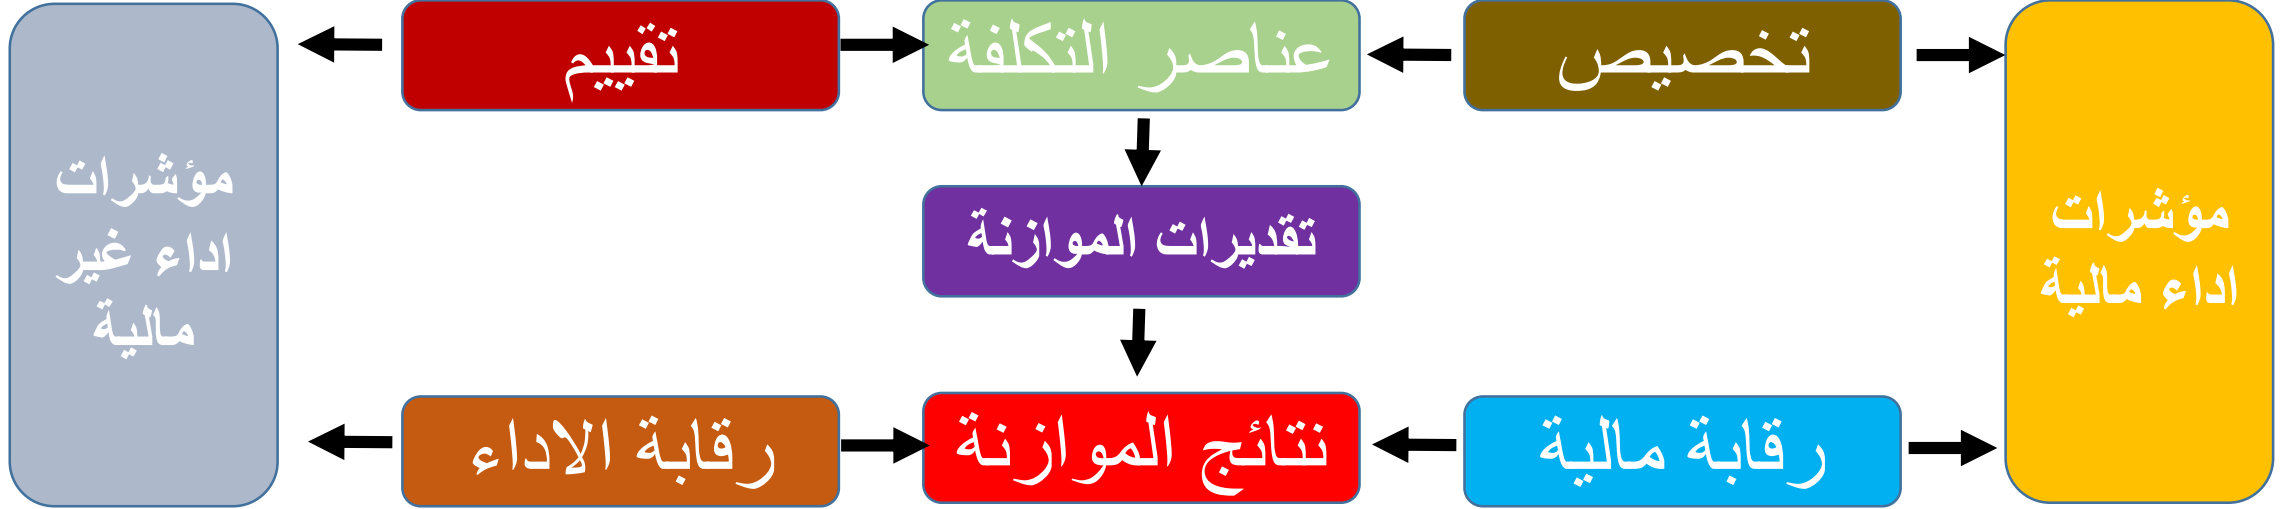 تخصيص
عناصر التكلفة
تقييم
مؤشرات
اداء مالية
تقديرات الموازنة
مؤشرات
اداء غير
مالية
رقابة مالية
نتائج الموازنة
رقابة الاداء